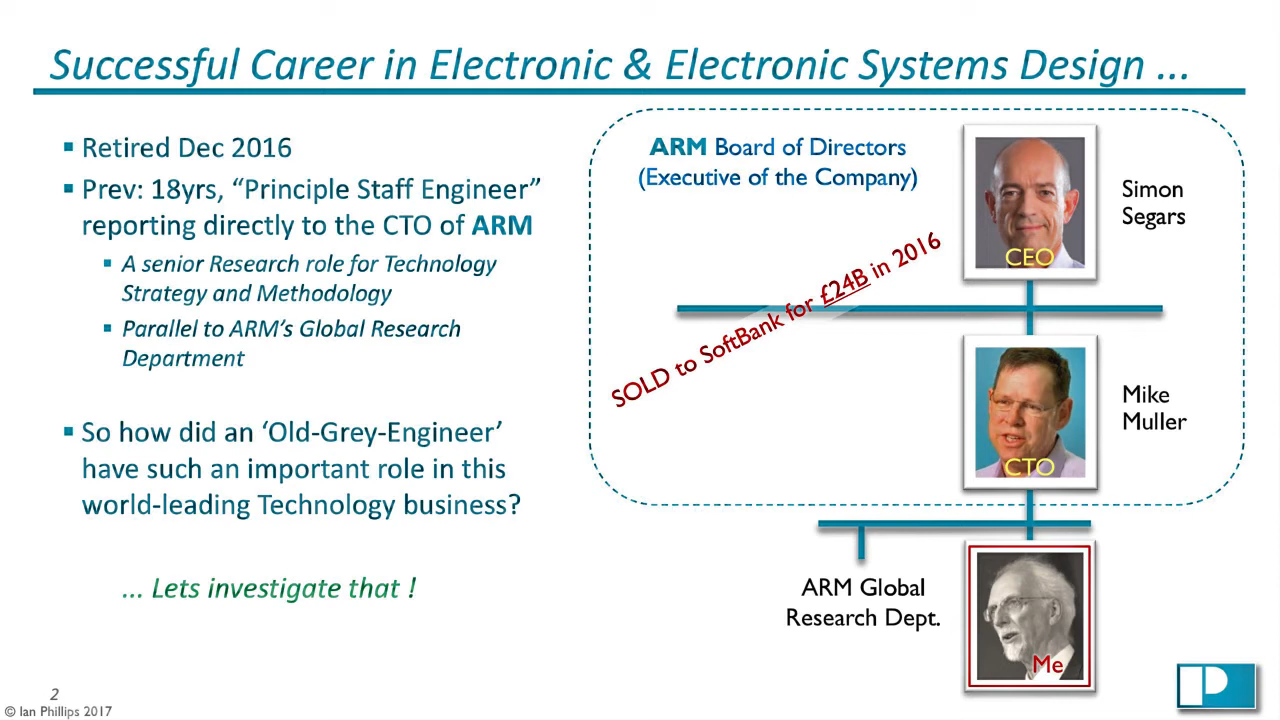 Successful Career in Electronic & Electronic Systems Design ...
▪ Retired Dec 2016
▪ Prev: 18yrs, “Principle Staff Engineer”
reporting directly to the CTO of ARM
▪ A senior Research role for Technology
Strategy and Methodology
▪ Parallel to ARM’s Global Research
Department
▪ So how did an ‘Old-Grey-Engineer’
have such an important role in this
world-leading Technology business?
... Lets investigate that !
ARM Board of Directors
(Executive of the Company)
CEO
Simon
Segars
SOLD to SoftBank for £24B in 2016
CTO
Mike
Muller
ARM Global
Research Dept.
Me
P
2
© Ian Phillips 2017